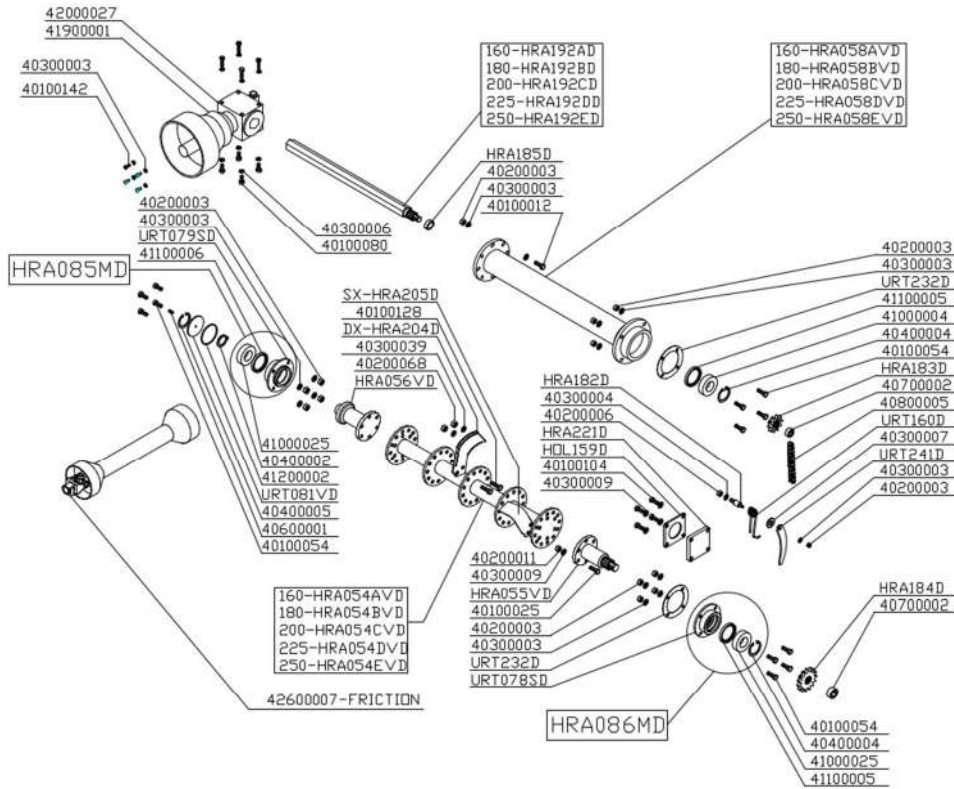 42000027
41900001
40300003
40100142
160-HRA192AD
180-HRA192BD
200-HRA192CD
225-HRA192DD
250-HRA192ED
160-HRA058AVD
180-HRA058BVD
200-HRA058CVD
225-HRA058DVD
250-HRA058EVD
HRA185D
40200003
40300003
40100012
40300006
40100080
40200003
40300003
URT079SD
41100006
HRA085MD
SX-HRA205D
40100128
DX-HRA204D
40300039
40200068
HRA056VD
40200003
40300003
URT232D
41100005
41000004
40400004
40100054
HRA183D
40700002
40800005
URT160D
40300007
URT241D
40300003
40200003
HRA182D
40300004
40200006
HRA221D
HOL159D
40100104
40300009
41000025
40400002
41200002
URT081VD
40400005
40600001
40100054
40200011
40300009
HRA055VD
40100025
40200003
40300003
URT232D
URT078SD
160-HRA054AVD
180-HRA054BVD
200-HRA054CVD
225-HRA054DVD
250-HRA054EVD
42600007-FRICTION
HRA086MD
HRA184D
40700002
40100054
40400004
41000025
41100005